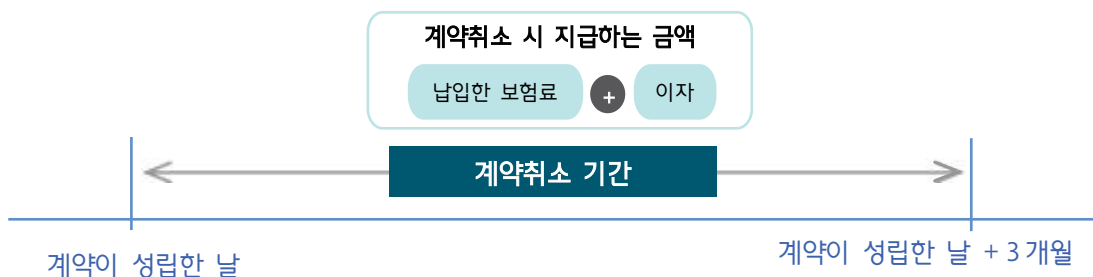 계약취소 시 지급하는 금액
납입한 보험료 + 이자
계약취소 기간
계약이 성립한 날
계약이 성립한 날 + 3개월